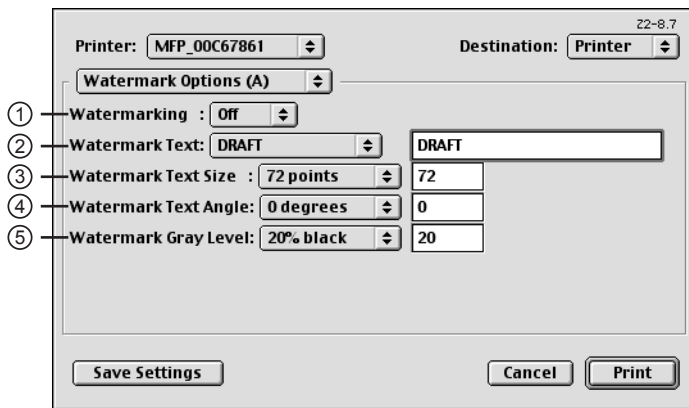 Z2-8.7
Printer: MFP_00C67861 Destination: Printer
Watermark Options (A)
1 Watermarking : Off
2 Watermark Text: DRAFT DRAFT
3 Watermark Text Size : 72 points 72
4 Watermark Text Angle: 0 degrees 0
5 Watermark Gray Level: 20% black 20
Save Settings Cancel Print